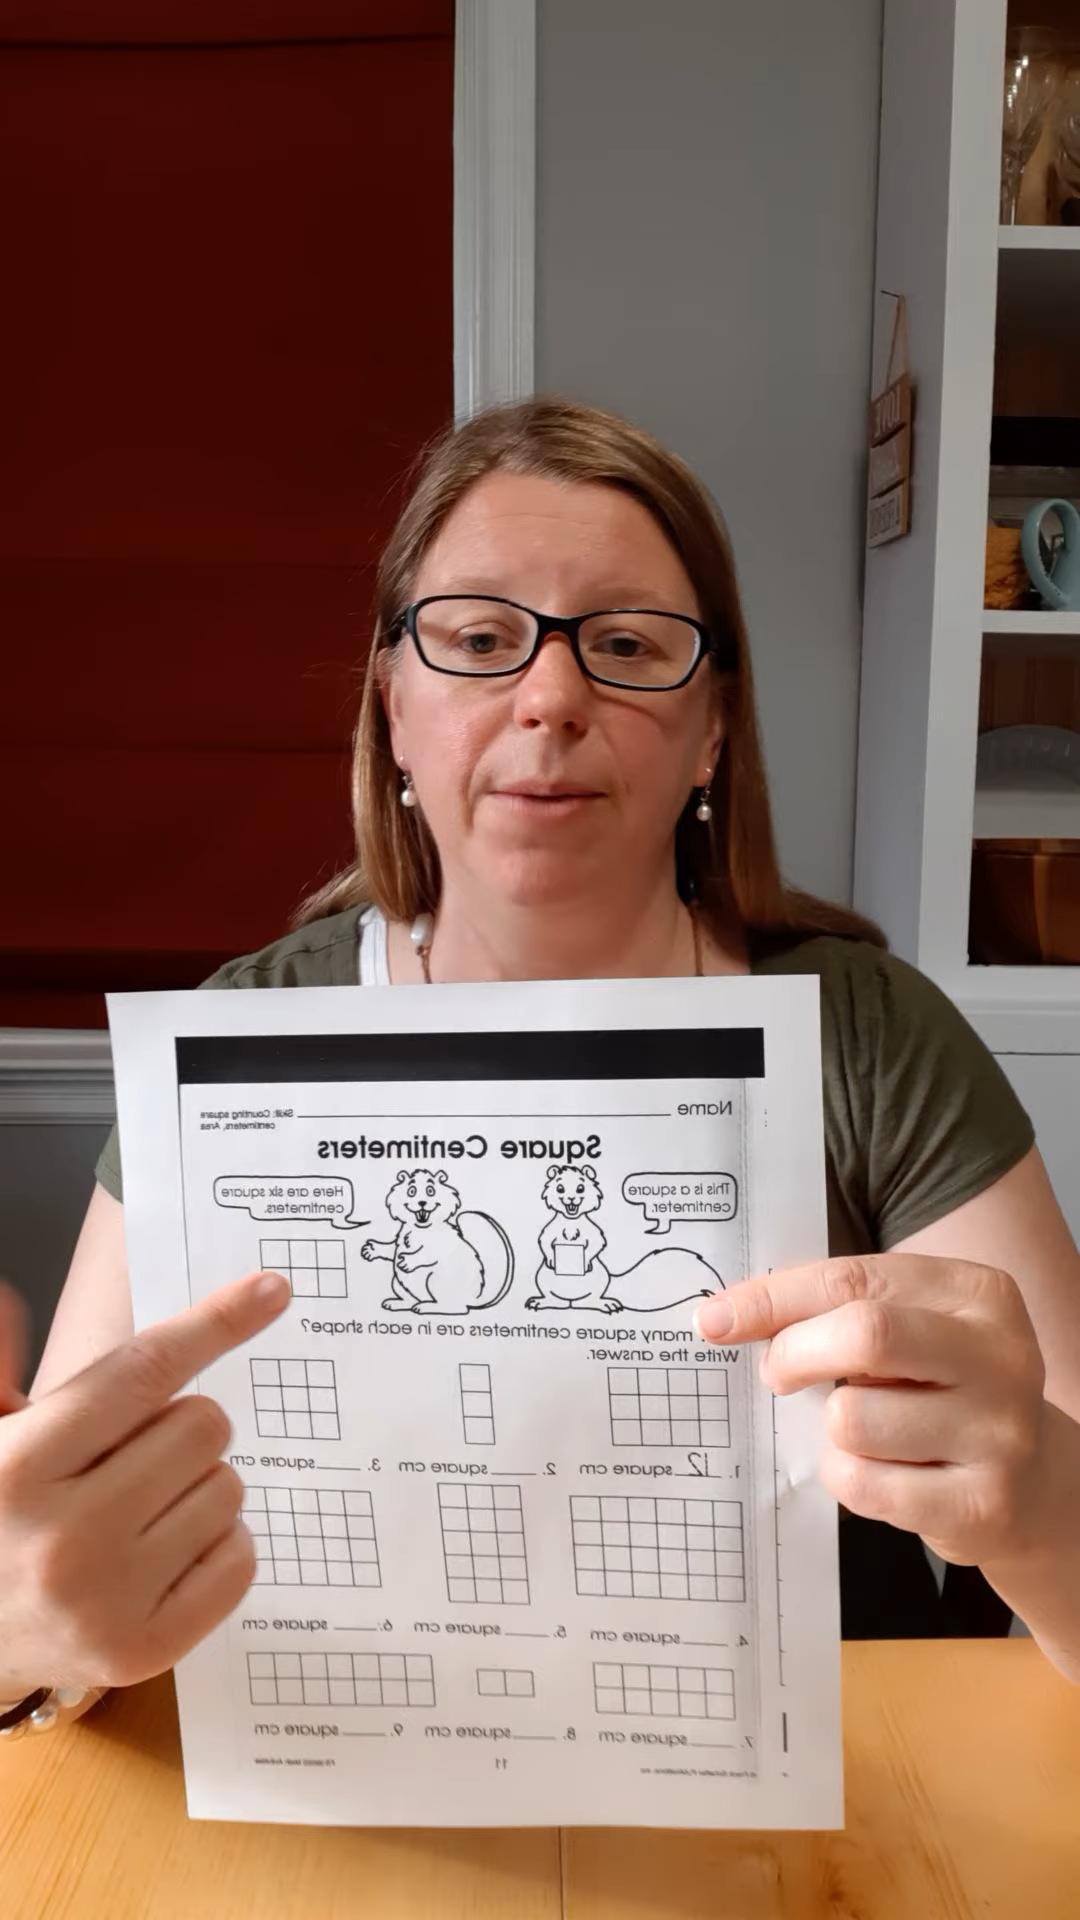 Name
Skill: Counting square
centimeters, Area
Square Centimeters
This is a square
centimeter.
Here are six square
centimeters.
many square centimeters are in each shape?
Write the answer.
1. 12 square cm 2. square cm 3. square cm
4. square cm 5. square cm 6. square cm
7. square cm 8. square cm 9. square cm
11
LOVE